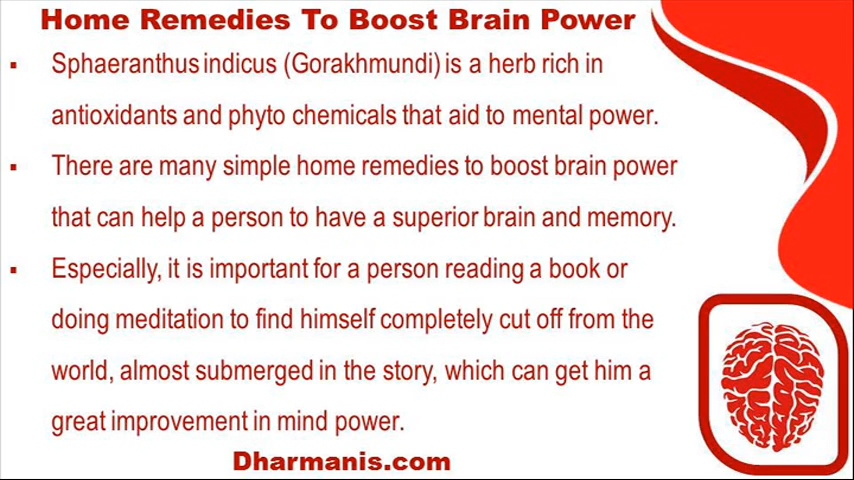 Home Remedies To Boost Brain Power
▪ Sphaeranthus indicus (Gorakhmundi) is a herb rich in
antioxidants and phyto chemicals that aid to mental power.
▪ There are many simple home remedies to boost brain power
that can help a person to have a superior brain and memory.
▪ Especially, it is important for a person reading a book or
doing meditation to find himself completely cut off from the
world, almost submerged in the story, which can get him a
great improvement in mind power.
Dharmanis.com